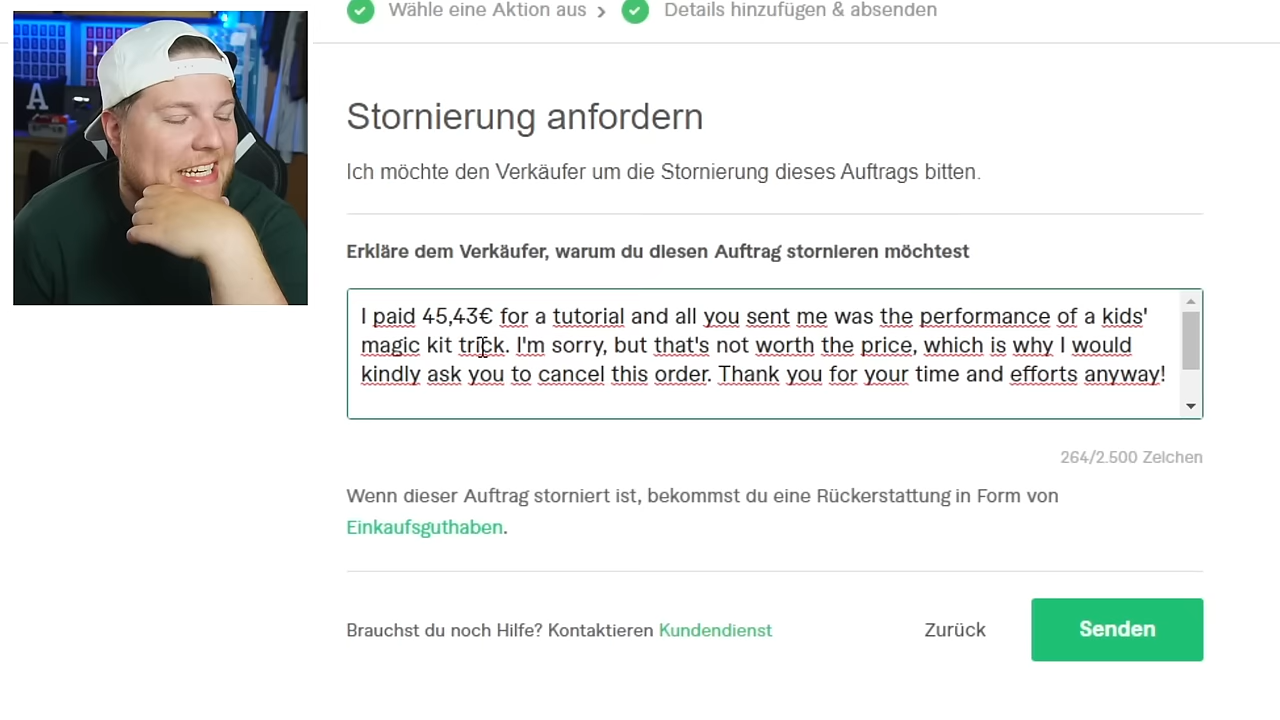 Wähle eine Aktion aus
Details hinzufügen & absenden
A
Stornierung anfordern
Ich möchte den Verkäufer um die Stornierung dieses Auftrags bitten.
Erkläre dem Verkäufer, warum du diesen Auftrag stornieren möchtest
I paid 45,43€ for a tutorial and all you sent me was the performance of a kids'
magic kit trick. I'm sorry, but that's not worth the price, which is why I would
kindly ask you to cancel this order. Thank you for your time and efforts anyway!
264/2.500 Zeichen
Wenn dieser Auftrag storniert ist, bekommst du eine Rückerstattung in Form von
Einkaufsguthaben.
Brauchst du noch Hilfe? Kontaktieren Kundendienst
Zurück
Senden